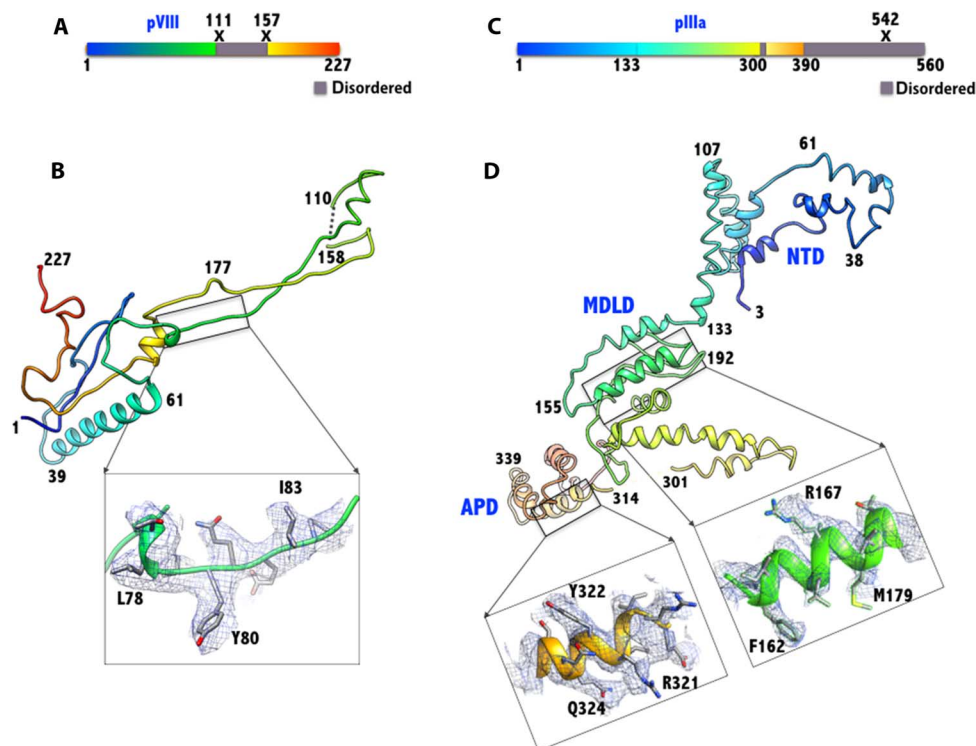 A
pVIII
111
X
157
X
1
227
Disordered
C
pIIIa
542
X
1
133
300
390
560
Disordered
B
110
158
227
177
1
61
39
I83
L78
Y80
D
107
61
NTD
38
3
MDLD
133
192
155
339
301
314
APD
R167
M179
F162
Y322
R321
Q324